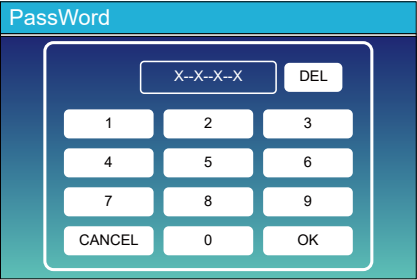 PassWord
X--X--X--X DEL
1 2 3
4 5 6
7 8 9
CANCEL 0 OK